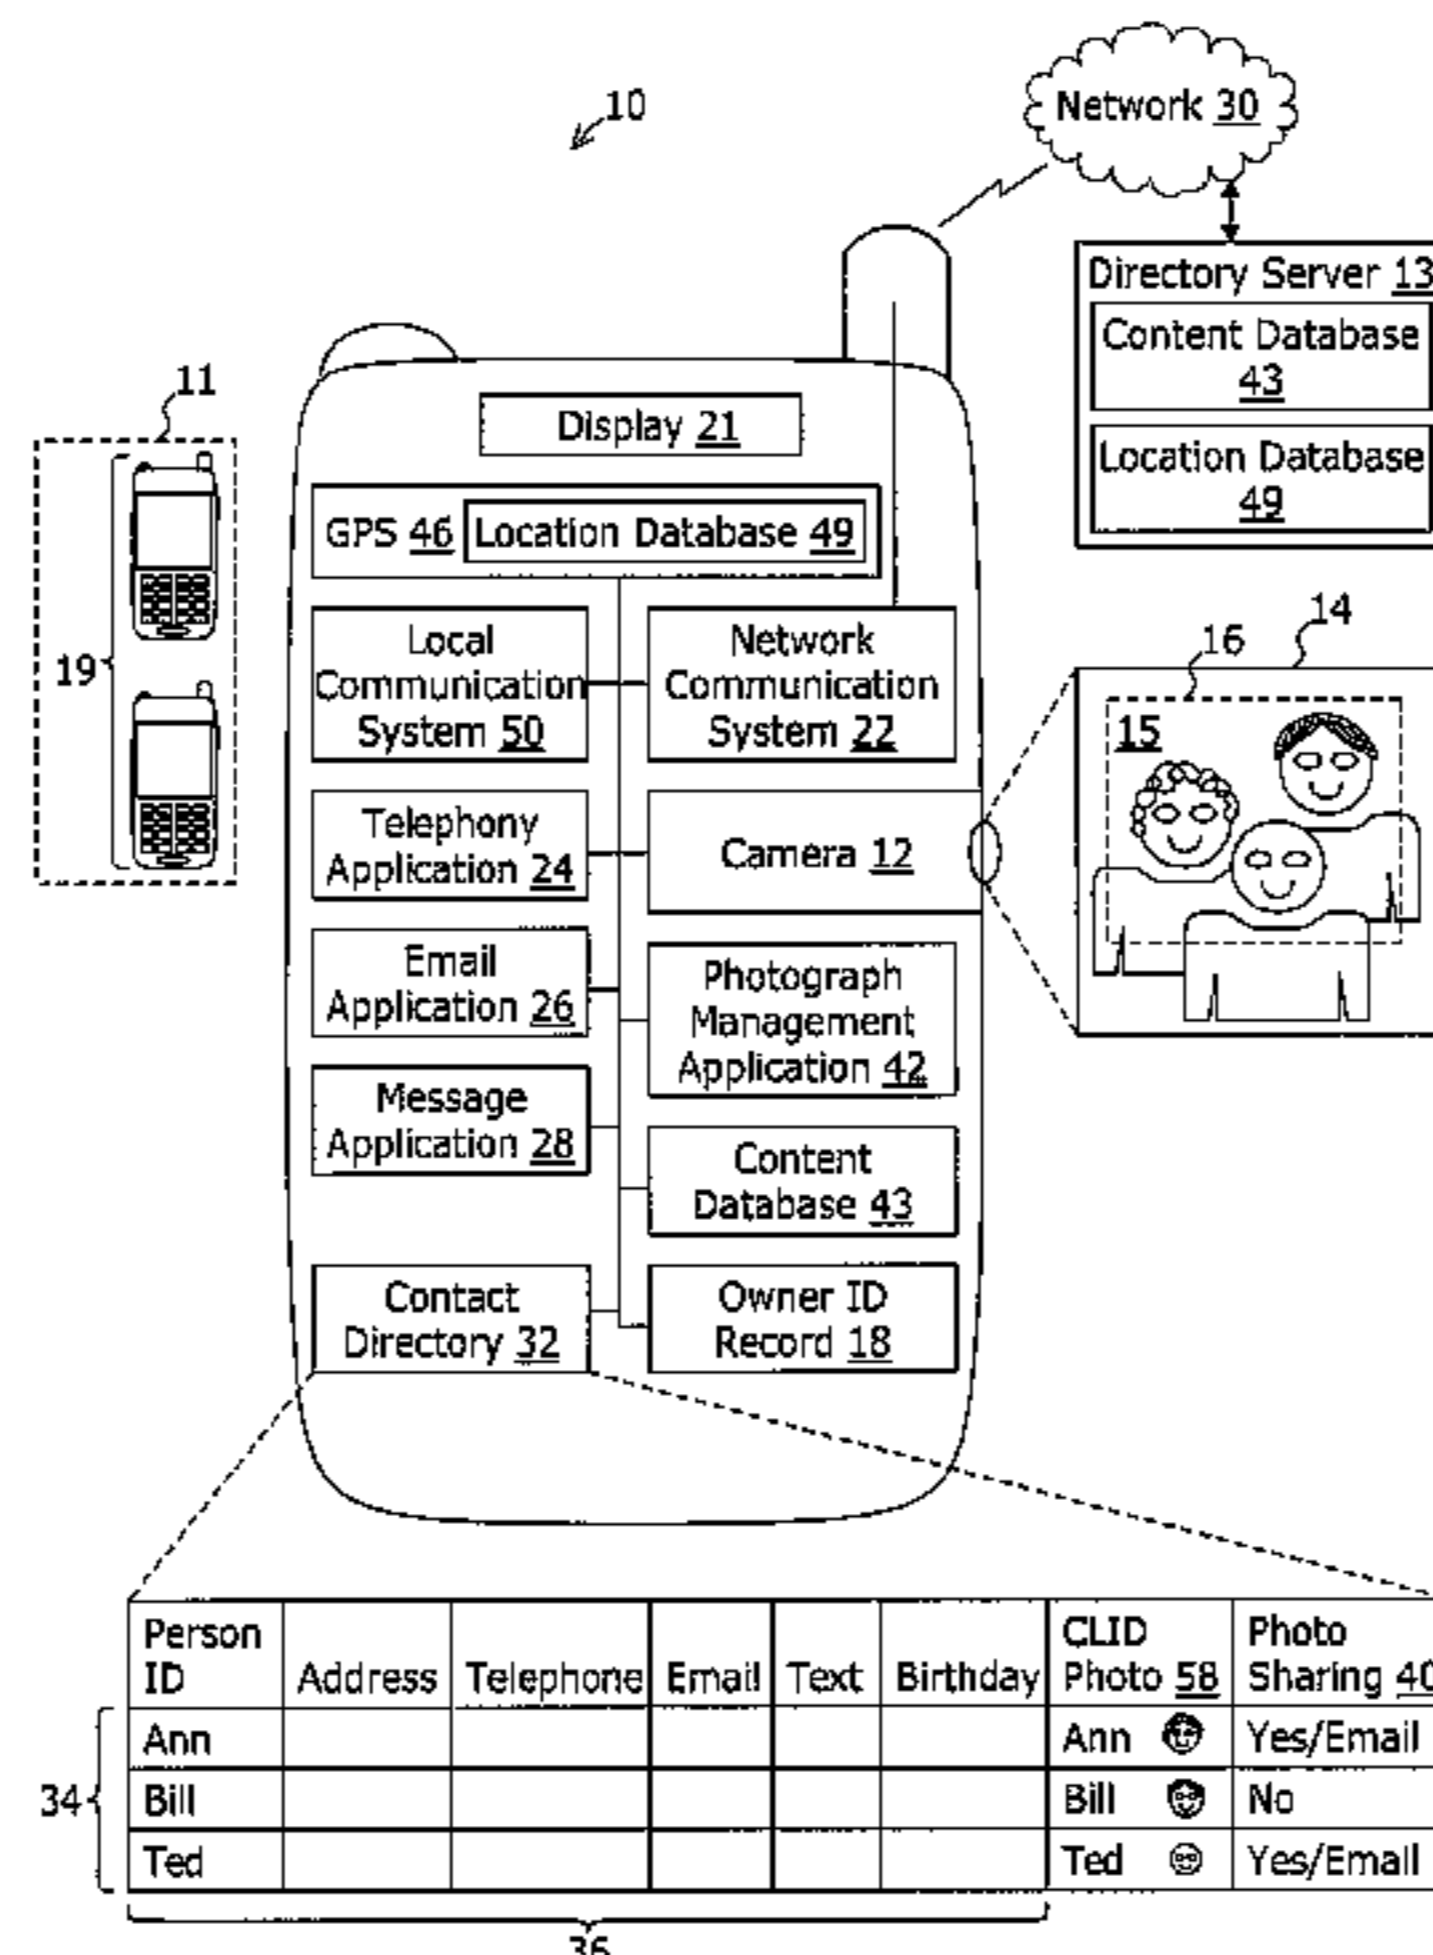 10
Network 30
Directory Server 13
Content Database
43
Location Database
49
11
19
Display 21
GPS 46 Location Database 49
Local
Communication
System 50
Network
Communication
System 22
Telephony
Application 24
Camera 12
Email
Application 26
Photograph
Management
Application 42
Message
Application 28
Content
Database 43
Contact
Directory 32
Owner ID
Record 18
14
16
15
Person
ID
Address
Telephone
Email
Text
Birthday
CLID
Photo 58
Photo
Sharing 40
34
Ann Ann Yes/Email
Bill Bill No
Ted Ted Yes/Email
36